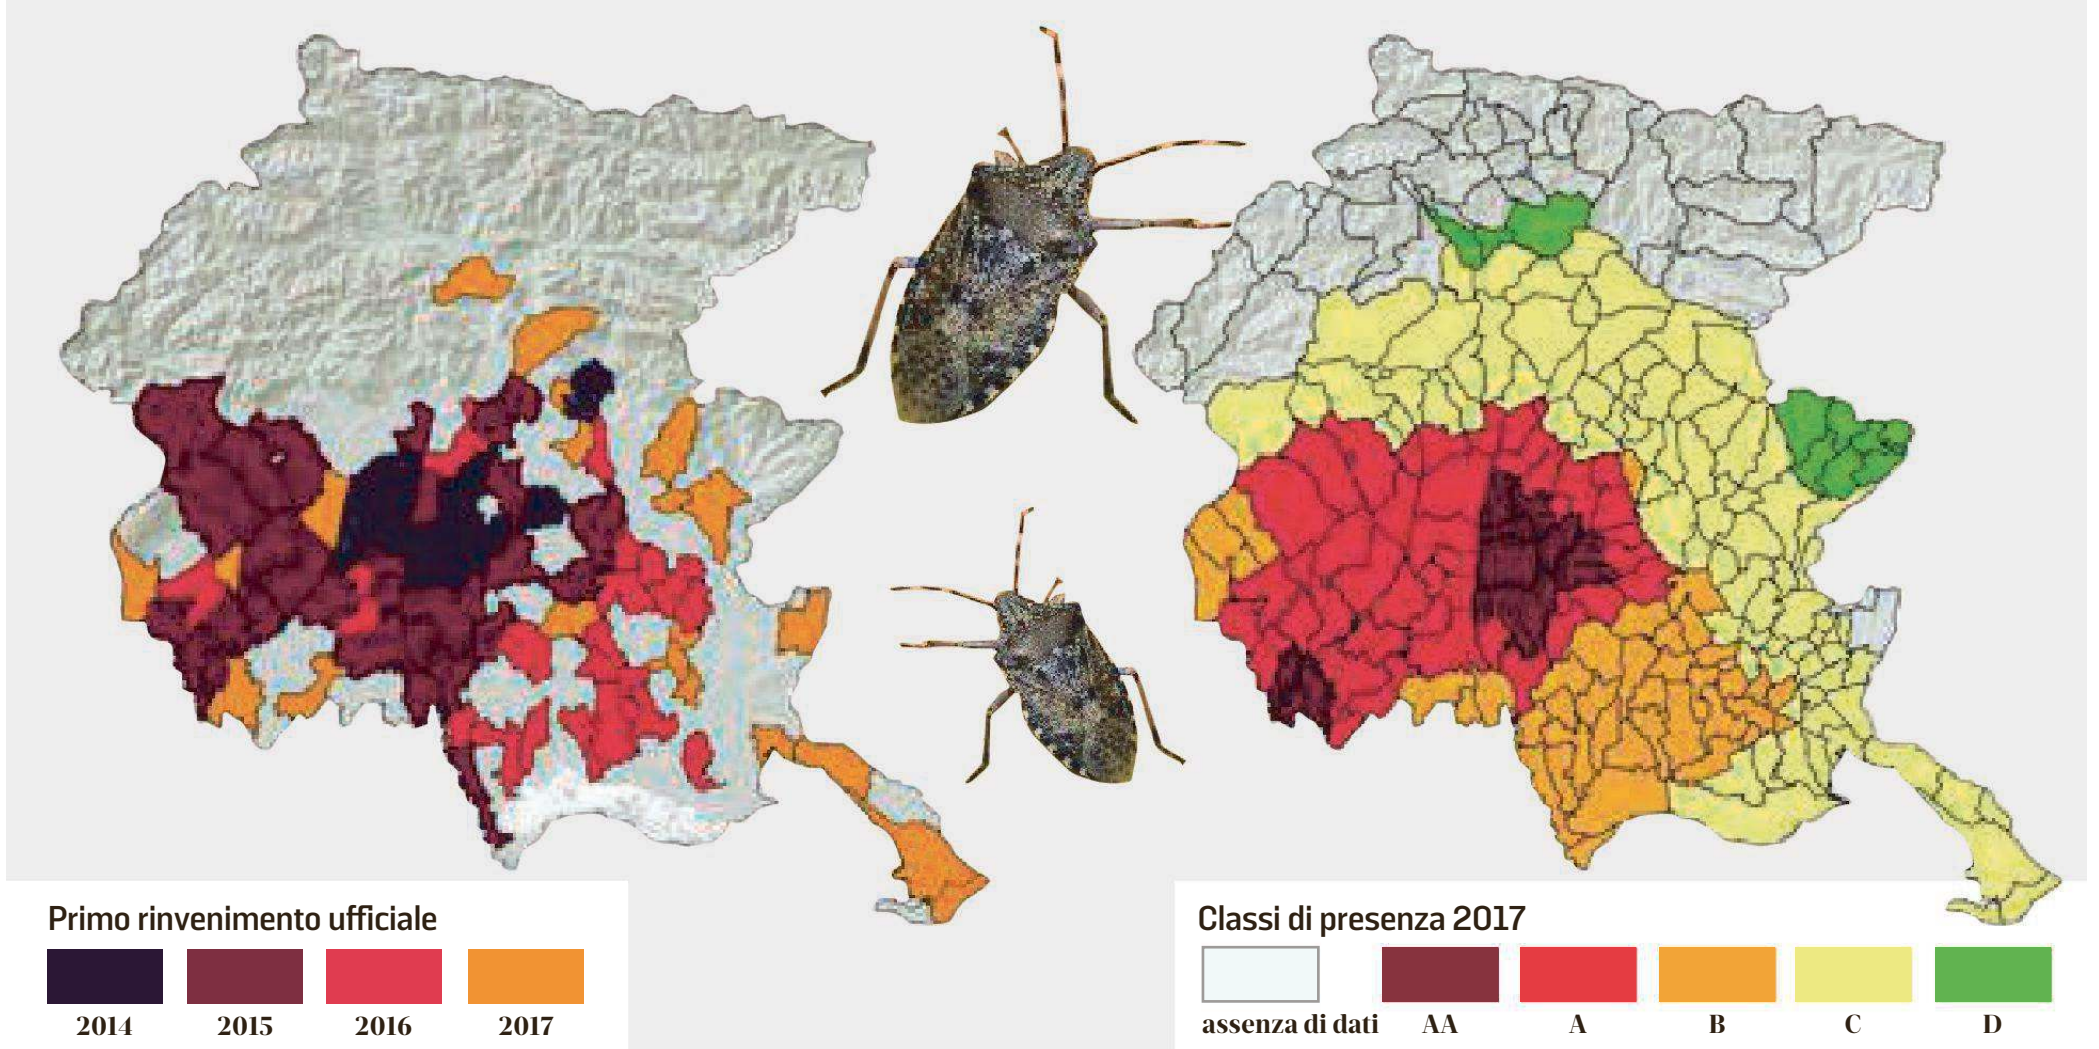 Primo rinvenimento ufficiale
2014 2015 2016 2017
Classi di presenza 2017
assenza di dati AA A B C D